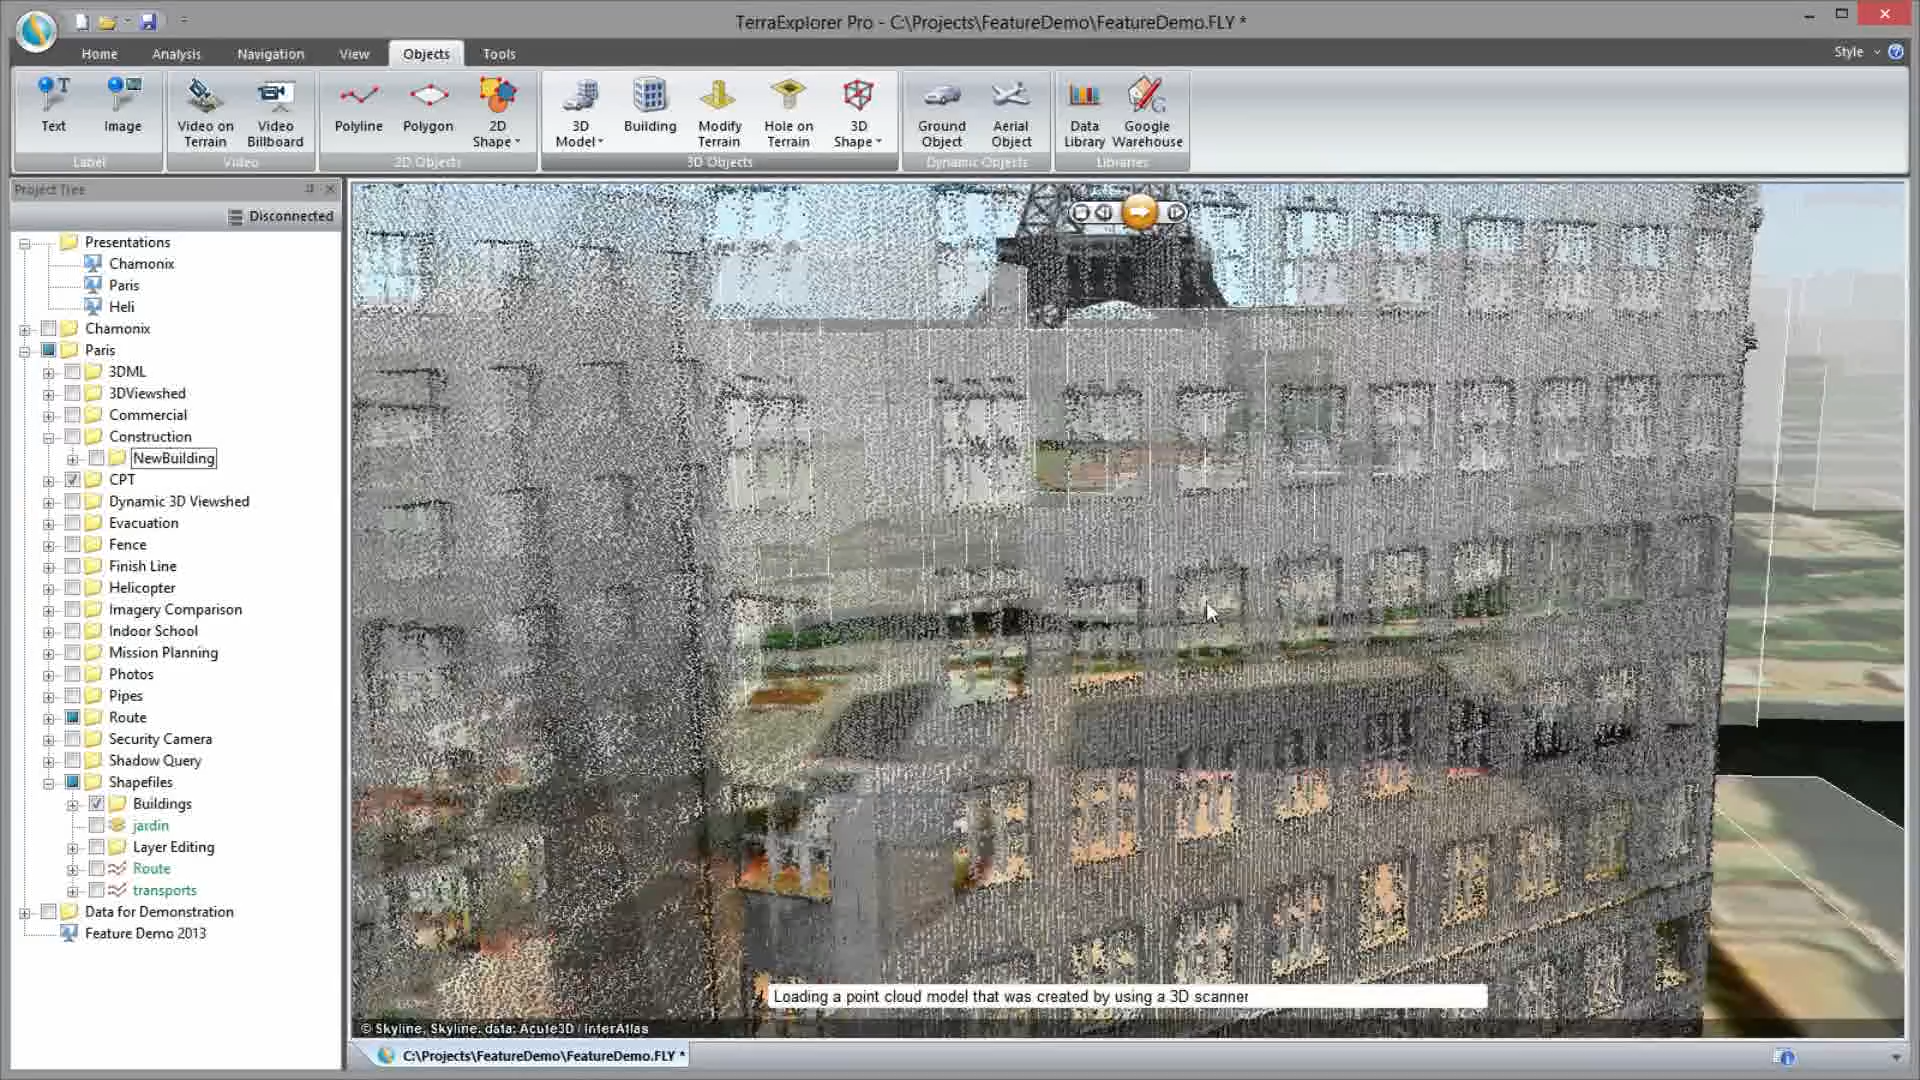 TerraExplorer Pro - C:\Projects\FeatureDemo\FeatureDemo.FLY *
Home Analysis Navigation View Objects Tools Style
Text Image Video on Terrain Video Billboard Polyline Polygon 2D Shape 3D Model Building Modify Terrain Hole on Terrain 3D Shape Ground Object Aerial Object Data Library Google Warehouse
Label Video 2D Objects 3D Objects Dynamic Objects Libraries
Project Tree
Disconnected
Presentations
Chamonix
Paris
Heli
Chamonix
Paris
3DML
3DViewshed
Commercial
Construction
NewBuilding
CPT
Dynamic 3D Viewshed
Evacuation
Fence
Finish Line
Helicopter
Imagery Comparison
Indoor School
Mission Planning
Photos
Pipes
Route
Security Camera
Shadow Query
Shapefiles
Buildings
jardin
Layer Editing
Route
transports
Data for Demonstration
Feature Demo 2013
Loading a point cloud model that was created by using a 3D scanner
© Skyline, Skyline. data: Acute3D / InterAtlas
C:\Projects\FeatureDemo\FeatureDemo.FLY *